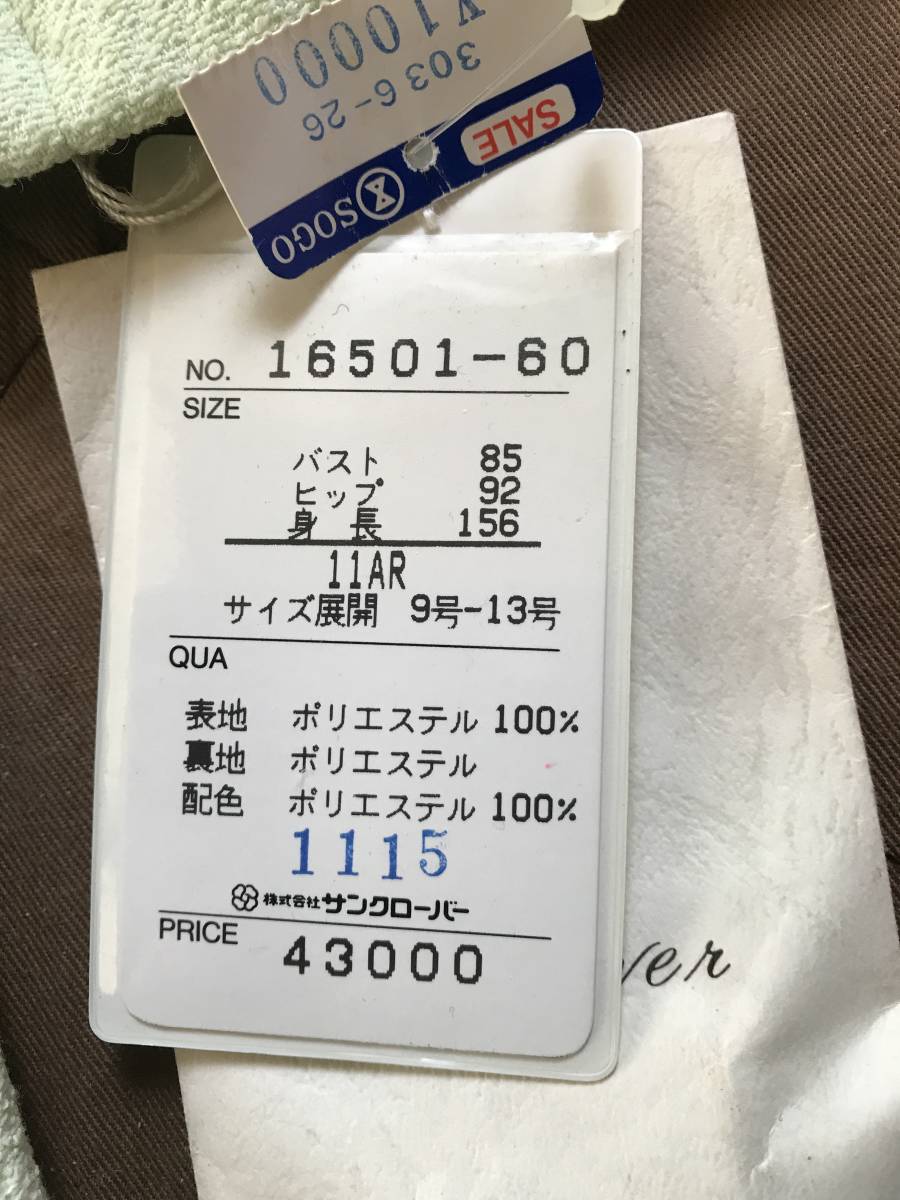 ¥10000
3036-26
SALE
SOGO
NO. 16501-60
SIZE
バスト 85
ヒップ 92
身 長 156
11AR
サイズ展開 9号-13号
QUA
表地 ポリエステル 100%
裏地 ポリエステル
配色 ポリエステル 100%
1115
株式会社サンクローバー
PRICE 43000